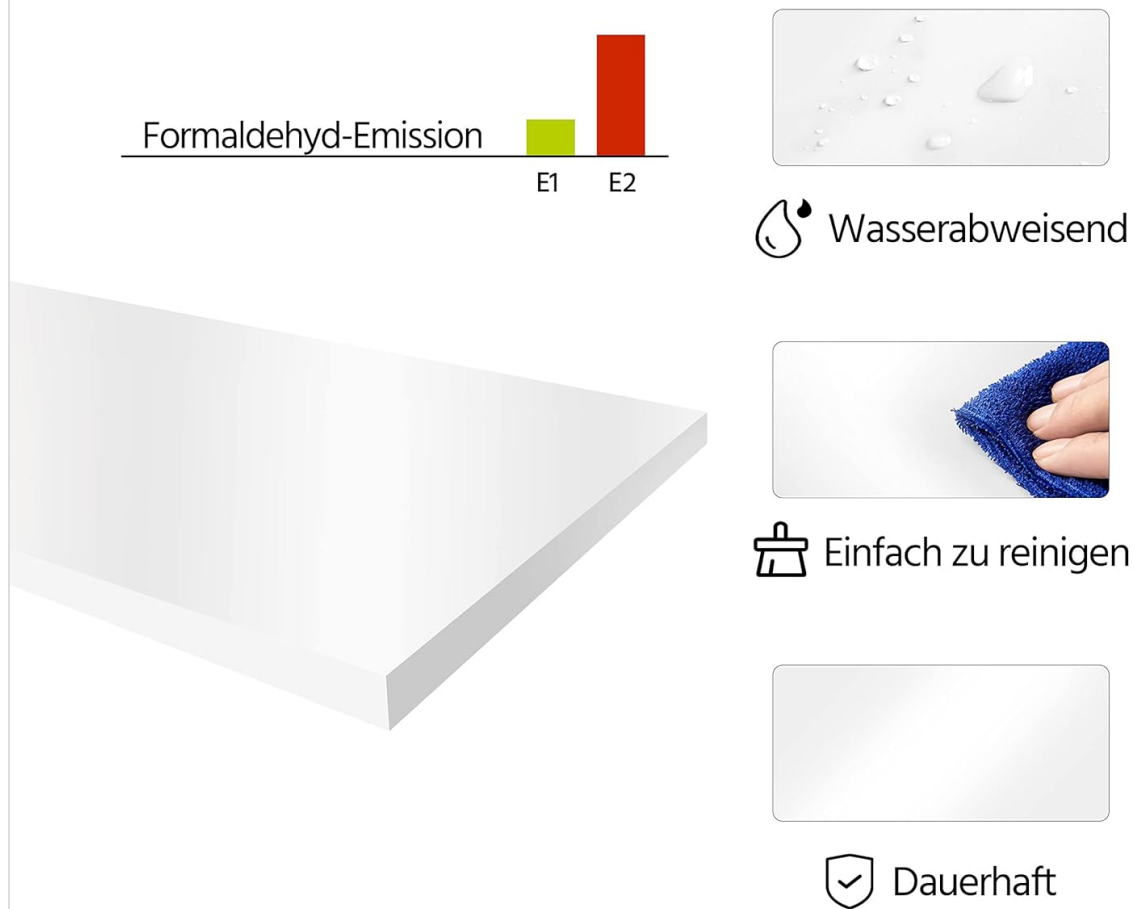 Formaldehyd-Emission
E1 E2
Wasserabweisend
Einfach zu reinigen
Dauerhaft